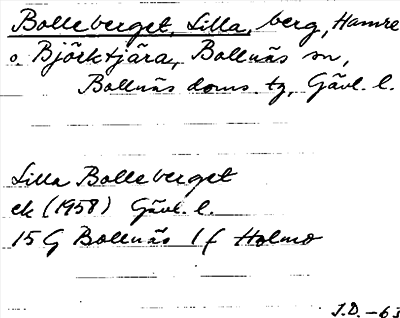 Bolleberget, Lilla, berg, Hamre
o. Björktjära, Bollnäs sn,
Bollnäs doms. tg, Gävl. l.
Lilla Bolleberget
ek (1958) Gävl. l.
15 G Bollnäs 1 f Holmo
J.D. -63